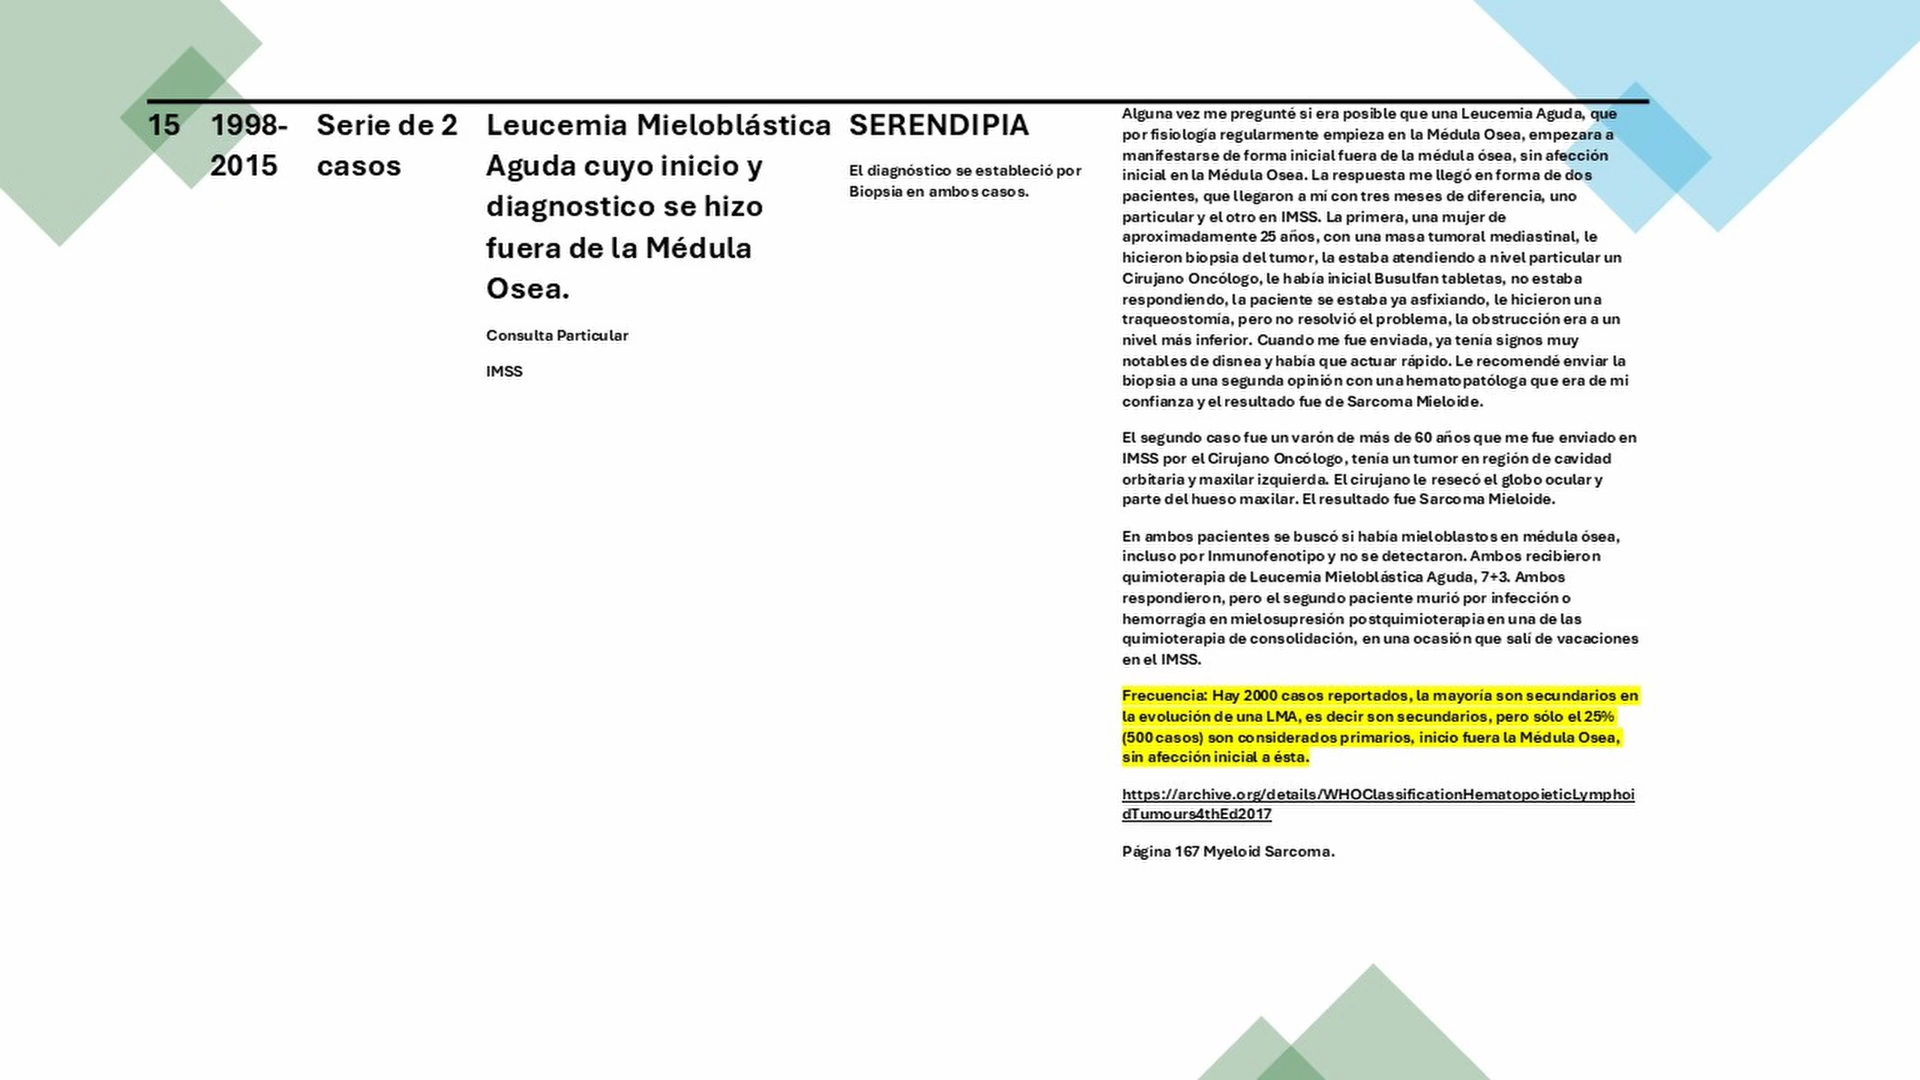 15
1998-
2015
Serie de 2
casos
Leucemia Mieloblástica
Aguda cuyo inicio y
diagnostico se hizo
fuera de la Médula
Osea.
Consulta Particular
IMSS
SERENDIPIA
El diagnóstico se estableció por
Biopsia en ambos casos.
Alguna vez me pregunté si era posible que una Leucemia Aguda, que
por fisiología regularmente empieza en la Médula Osea, empezara a
manifestarse de forma inicial fuera de la médula ósea, sin afección
inicial en la Médula Osea. La respuesta me llegó en forma de dos
pacientes, que llegaron a mí con tres meses de diferencia, uno
particular y el otro en IMSS. La primera, una mujer de
aproximadamente 25 años, con una masa tumoral mediastinal, le
hicieron biopsia del tumor, la estaba atendiendo a nivel particular un
Cirujano Oncólogo, le había inicial Busulfan tabletas, no estaba
respondiendo, la paciente se estaba ya asfixiando, le hicieron una
traqueostomía, pero no resolvió el problema, la obstrucción era a un
nivel más inferior. Cuando me fue enviada, ya tenía signos muy
notables de disnea y había que actuar rápido. Le recomendé enviar la
biopsia a una segunda opinión con una hematopatóloga que era de mi
confianza y el resultado fue de Sarcoma Mieloide.
El segundo caso fue un varón de más de 60 años que me fue enviado en
IMSS por el Cirujano Oncólogo, tenía un tumor en región de cavidad
orbitaria y maxilar izquierda. El cirujano le resecó el globo ocular y
parte del hueso maxilar. El resultado fue Sarcoma Mieloide.
En ambos pacientes se buscó si había mieloblastos en médula ósea,
incluso por Inmunofenotipo y no se detectaron. Ambos recibieron
quimioterapia de Leucemia Mieloblástica Aguda, 7+3. Ambos
respondieron, pero el segundo paciente murió por infección o
hemorragia en mielosupresión postquimioterapia en una de las
quimioterapia de consolidación, en una ocasión que salí de vacaciones
en el IMSS.
Frecuencia: Hay 2000 casos reportados, la mayoría son secundarios en
la evolución de una LMA, es decir son secundarios, pero sólo el 25%
(500 casos) son considerados primarios, inicio fuera la Médula Osea,
sin afección inicial a ésta.
https://archive.org/details/WHOClassificationHematopoieticLymphoi
dTumours4thEd2017
Página 167 Myeloid Sarcoma.